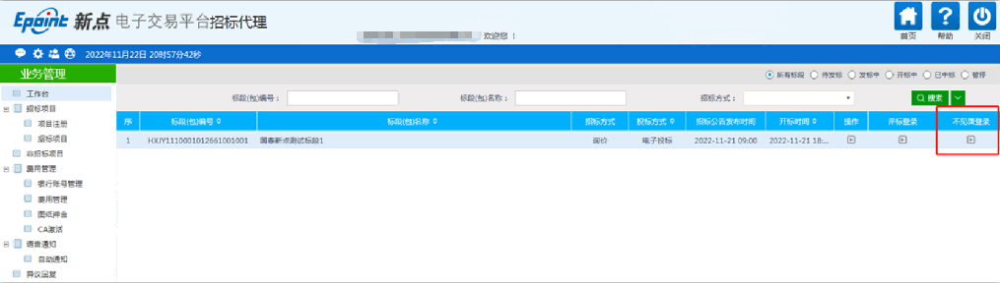 Epoint 新点 电子交易平台招标代理
欢迎您 ！
首页 帮助 关闭
2022年11月22日 20时57分42秒
业务管理
所有标段 待发标 发标中 开标中 已中标 暂停
工作台
标段(包)编号： 标段(包)名称： 招标方式： 搜索
招标项目
序 标段(包)编号 标段(包)名称 招标方式 投标方式 招标公告发布时间 开标时间 操作 评标登录 不见面登录
项目注册
1 HXJY1110001012661001001 国泰新点测试标段1 询价 电子投标 2022-11-21 09:00 2022-11-21 18:...
招标项目
非招标项目
费用管理
银行账号管理
费用管理
图纸押金
CA激活
语音通知
自动通知
异议回复